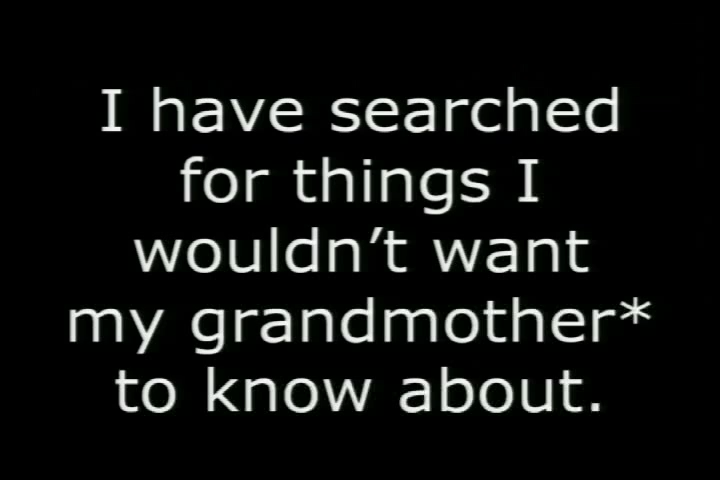 I have searched
for things I
wouldn’t want
my grandmother*
to know about.